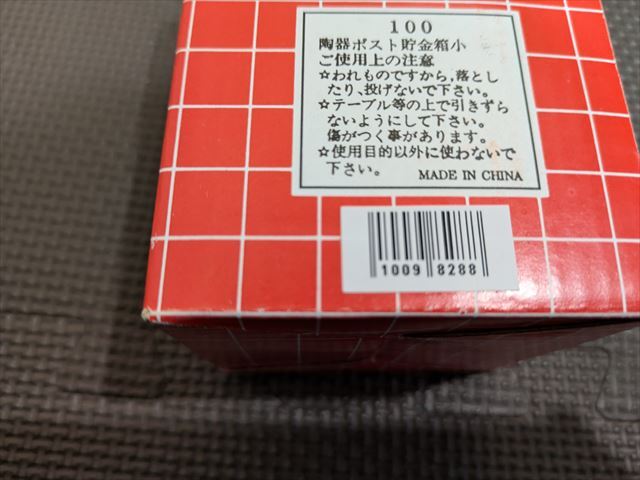 100
陶器ポスト貯金箱小
ご使用上の注意
☆われものですから,落とし
たり、投げないで下さい。
☆テーブル等の上で引きずら
ないようにして下さい。
傷がつく事があります。
☆使用目的以外に使わないで
下さい。 MADE IN CHINA
1009 8288